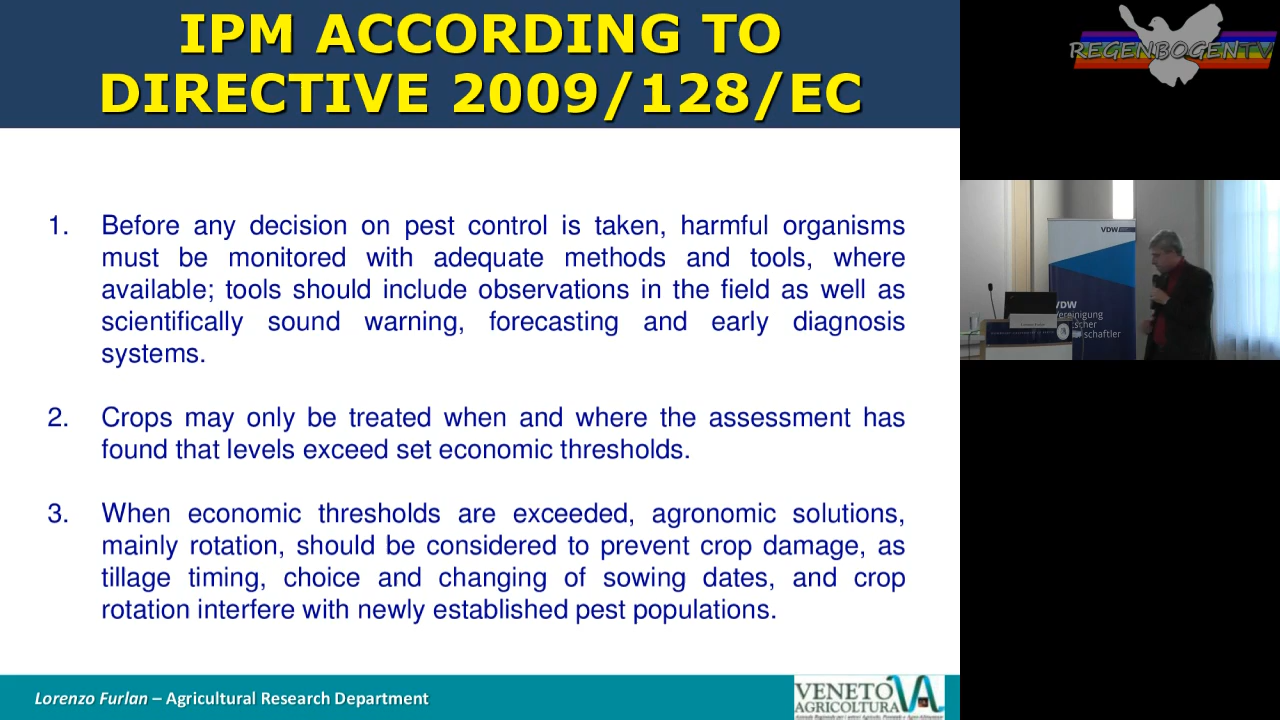 IPM ACCORDING TO
DIRECTIVE 2009/128/EC
REGENBOGENTV
1. Before any decision on pest control is taken, harmful organisms
must be monitored with adequate methods and tools, where
available; tools should include observations in the field as well as
scientifically sound warning, forecasting and early diagnosis
systems.
2. Crops may only be treated when and where the assessment has
found that levels exceed set economic thresholds.
3. When economic thresholds are exceeded, agronomic solutions,
mainly rotation, should be considered to prevent crop damage, as
tillage timing, choice and changing of sowing dates, and crop
rotation interfere with newly established pest populations.
VDW
VDW
Lorenzo Furlan – Agricultural Research Department
VENETO
AGRICOLTURA